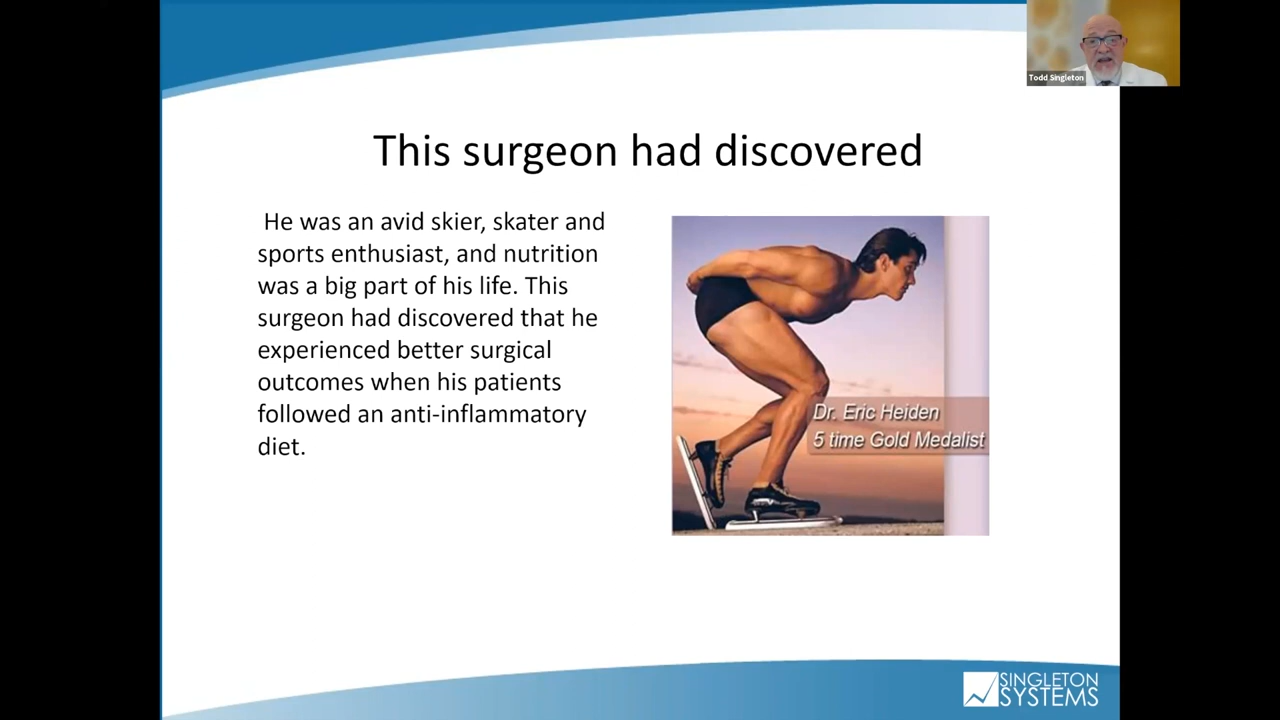 Todd Singleton
This surgeon had discovered
He was an avid skier, skater and
sports enthusiast, and nutrition
was a big part of his life. This
surgeon had discovered that he
experienced better surgical
outcomes when his patients
followed an anti-inflammatory
diet.
Dr. Eric Heiden
5 time Gold Medalist
SINGLETON
SYSTEMS